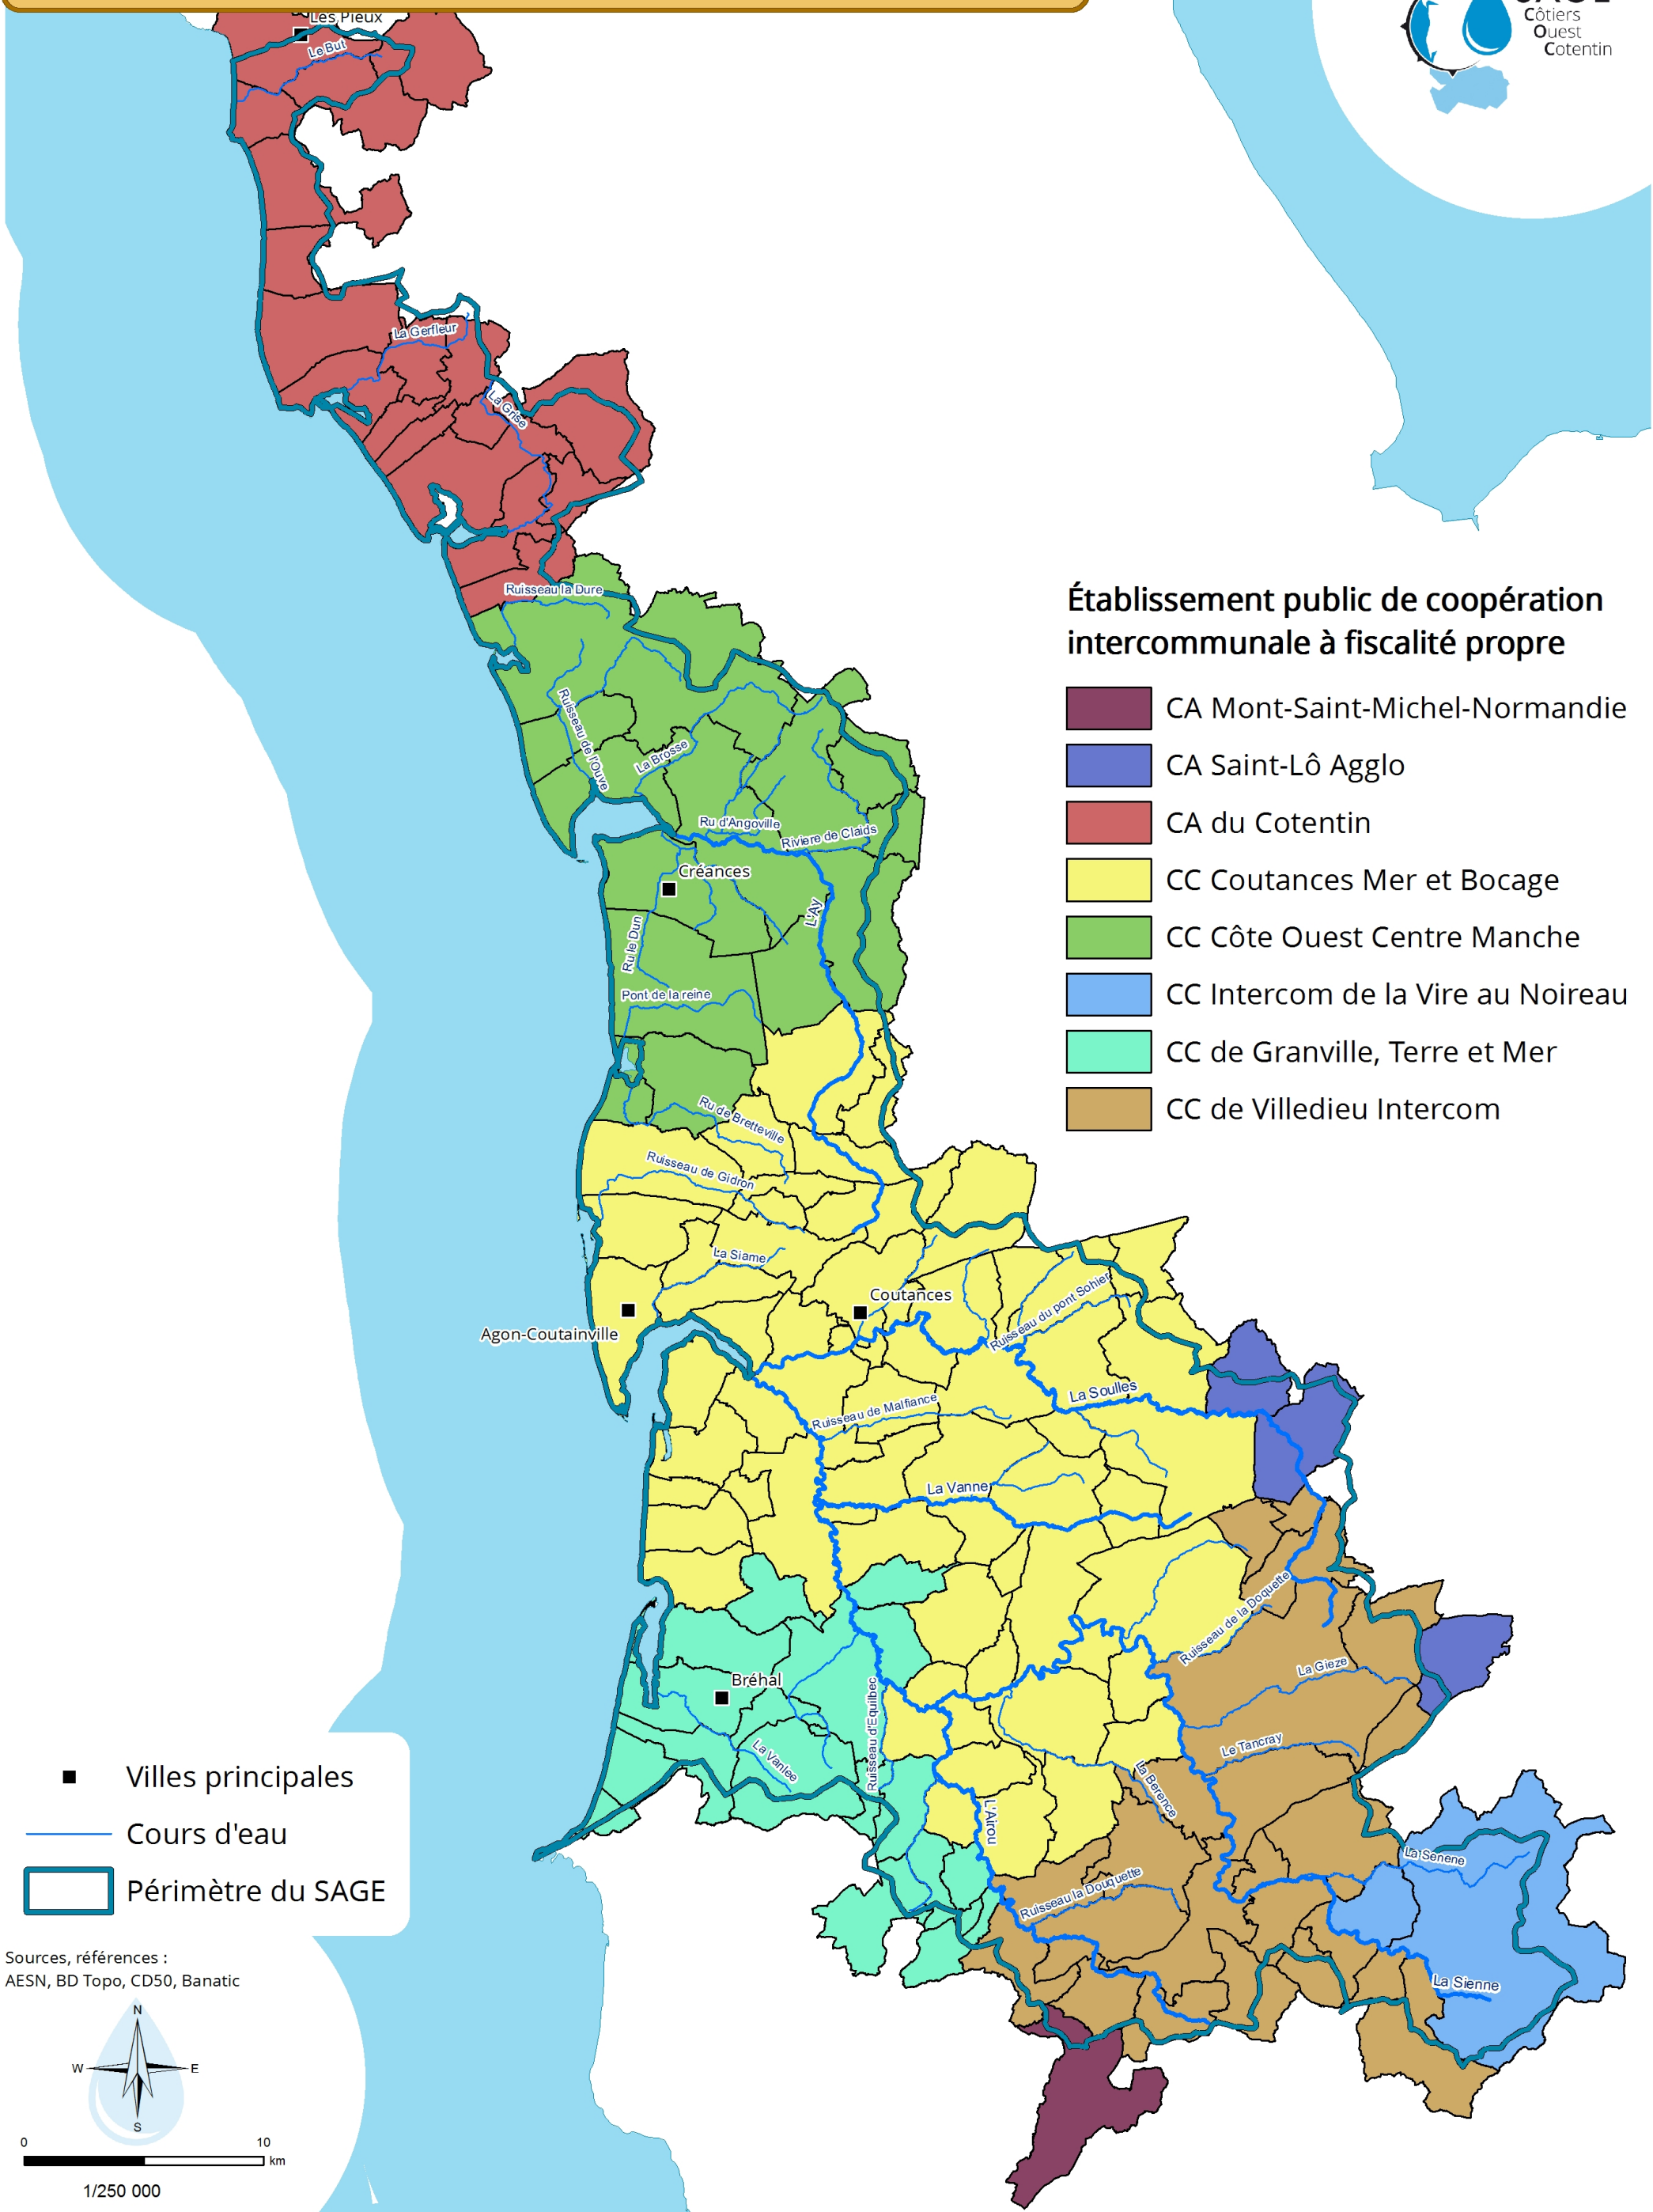 Côtiers
Ouest
Cotentin
Les Pieux
Le But
La Gerfleur
La Grise
Ruisseau la Dure
Ruisseau de l'Ouve
La Brosse
Ru d'Angoville
Riviere de Claids
Créances
L'Ay
Ru le Dun
Pont de la reine
Ru de Bretteville
Ruisseau de Gidron
La Siame
Coutances
Agon-Coutainville
Ruisseau du pont Sohier
La Soulles
Ruisseau de Malfiance
La Vanne
Ruisseau de la Doquette
La Gieze
Bréhal
Ruisseau d'Equilbec
La Vanlee
Le Tancray
La Berence
L'Airou
La Senene
Ruisseau la Douquette
La Sienne
Établissement public de coopération
intercommunale à fiscalité propre
CA Mont-Saint-Michel-Normandie
CA Saint-Lô Agglo
CA du Cotentin
CC Coutances Mer et Bocage
CC Côte Ouest Centre Manche
CC Intercom de la Vire au Noireau
CC de Granville, Terre et Mer
CC de Villedieu Intercom
Villes principales
Cours d'eau
Périmètre du SAGE
Sources, références :
AESN, BD Topo, CD50, Banatic
N
W E
S
0 10
km
1/250 000